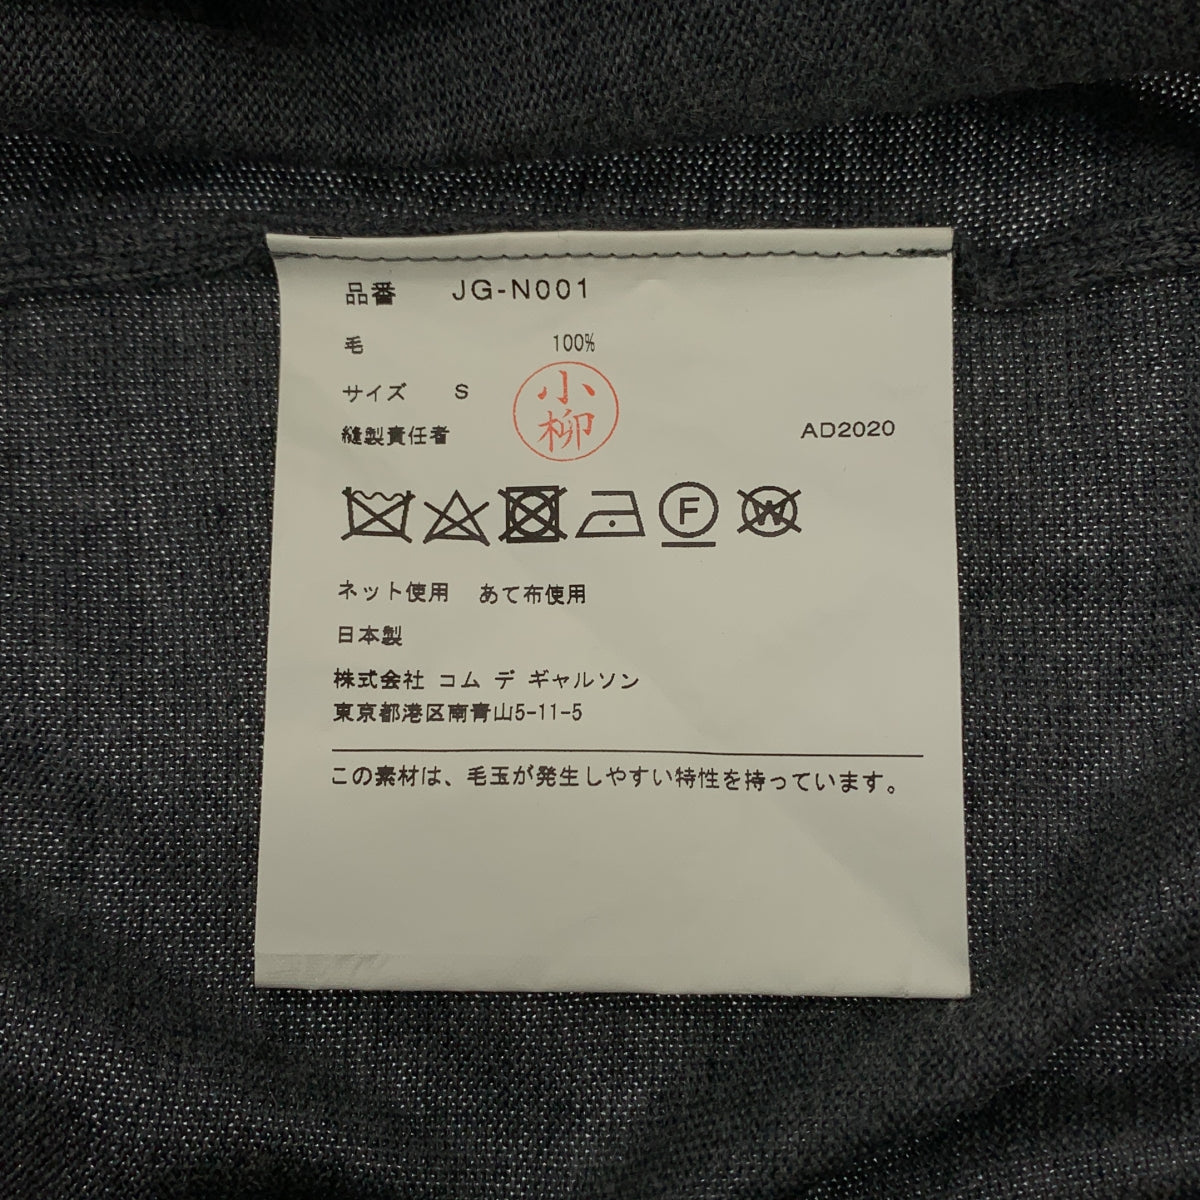 品番 JG-N001
毛 100%
サイズ S
小柳
縫製責任者
AD2020
F
W
ネット使用 あて布使用
日本製
株式会社 コム デ ギャルソン
東京都港区南青山5-11-5
この素材は、毛玉が発生しやすい特性を持っています。